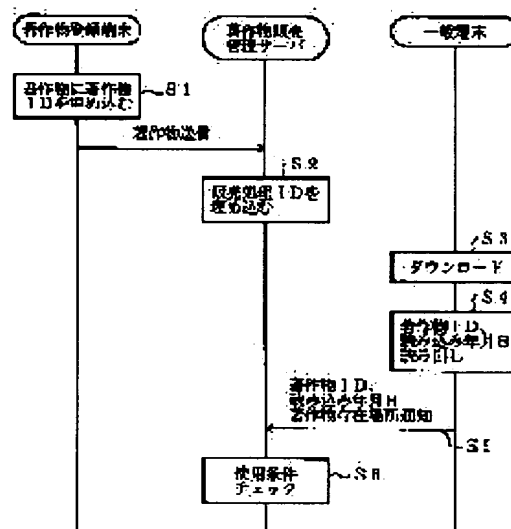 著作物登録端末
著作物販売
管理サーバ
一般端末
著作物に著作権
IDを埋め込む
S1
著作物送信
S2
販売処理IDを
埋め込む
S3
ダウンロード
S4
著作物ID、
読み込み年月日
読み出し
著作物ID、
読み込み年月日
著作物存在場所通知
S5
使用条件
チェック
S6